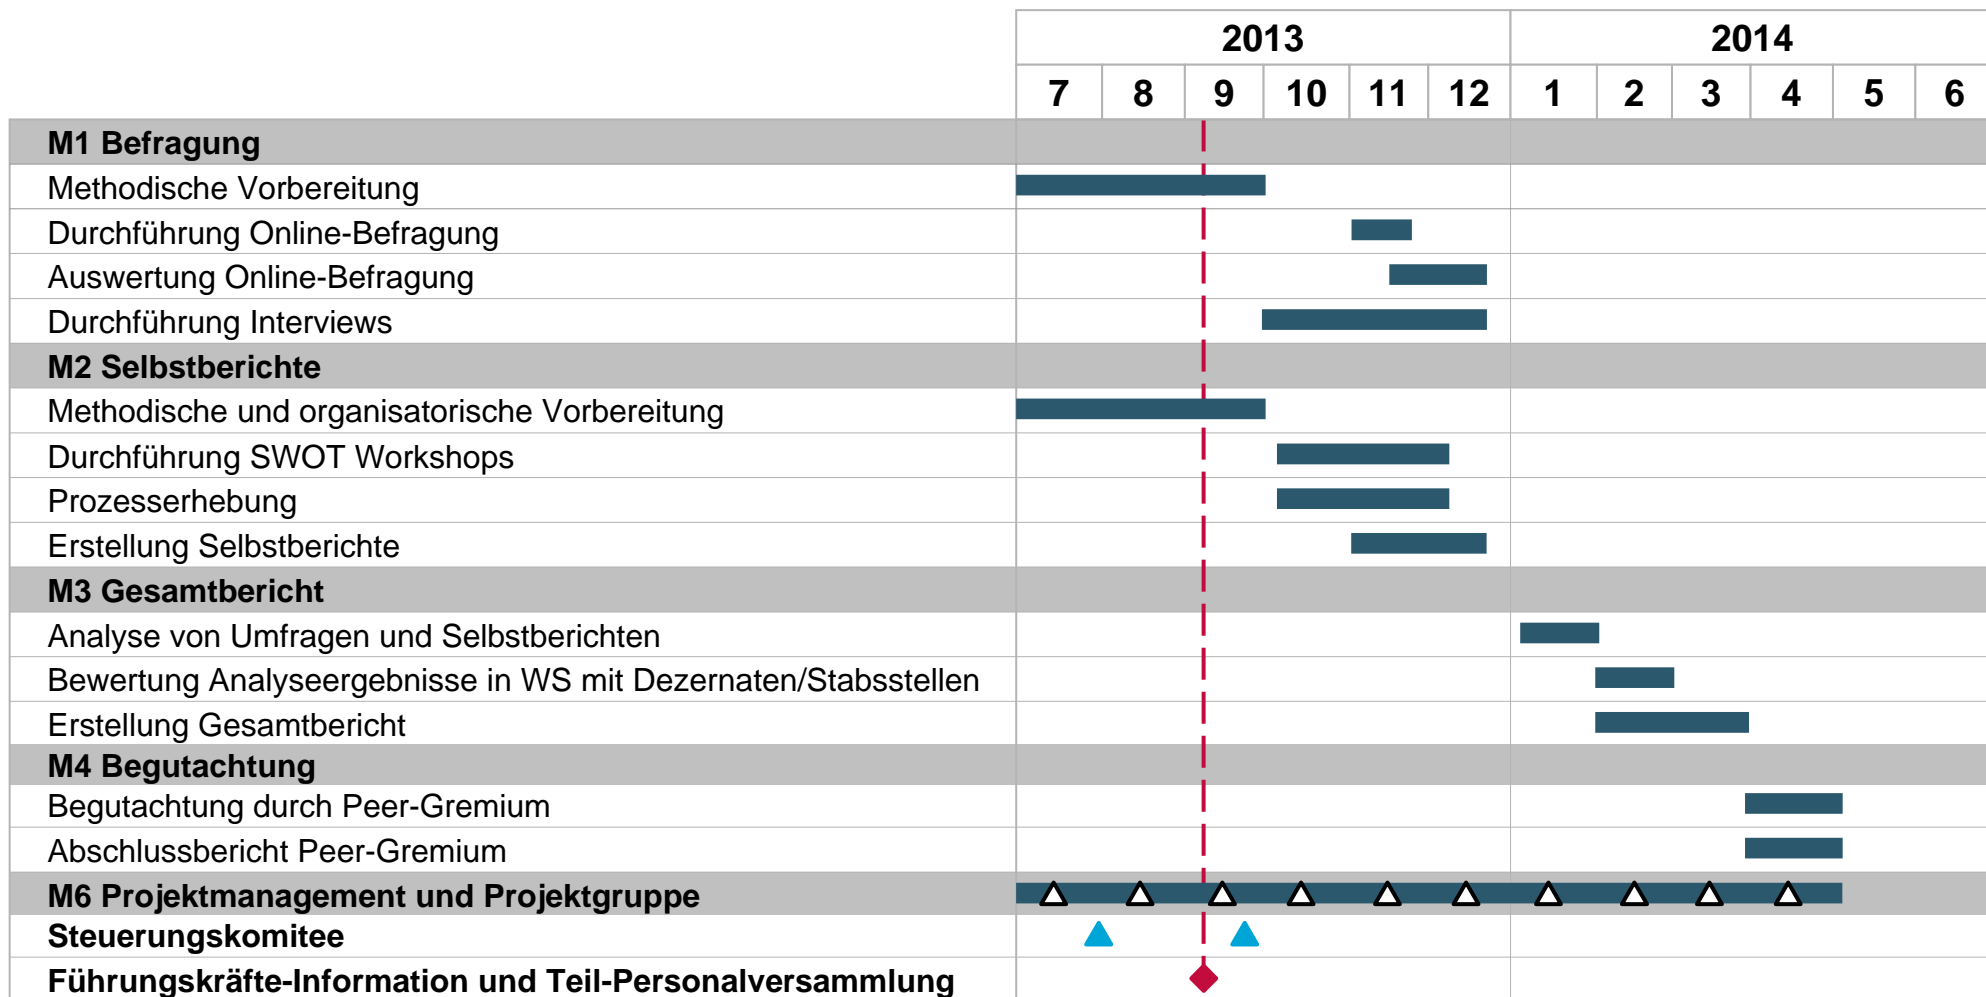 2013 2014
7 8 9 10 11 12 1 2 3 4 5 6
M1 Befragung
Methodische Vorbereitung
Durchführung Online-Befragung
Auswertung Online-Befragung
Durchführung Interviews
M2 Selbstberichte
Methodische und organisatorische Vorbereitung
Durchführung SWOT Workshops
Prozesserhebung
Erstellung Selbstberichte
M3 Gesamtbericht
Analyse von Umfragen und Selbstberichten
Bewertung Analyseergebnisse in WS mit Dezernaten/Stabsstellen
Erstellung Gesamtbericht
M4 Begutachtung
Begutachtung durch Peer-Gremium
Abschlussbericht Peer-Gremium
M6 Projektmanagement und Projektgruppe
Steuerungskomitee
Führungskräfte-Information und Teil-Personalversammlung